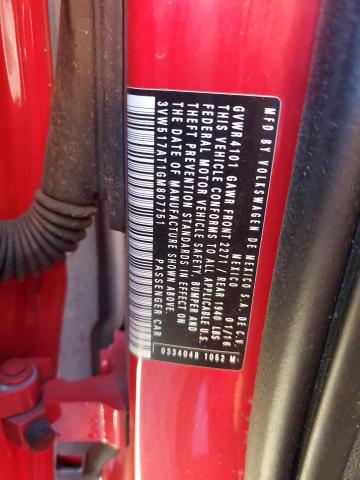 MFD BY VOLKSWAGEN DE MEXICO S.A. DE C.V.
MEXICO 01/16
GVWR 4101 GAWR FRONT 2271 / REAR 1940 LBS
THIS VEHICLE CONFORMS TO ALL APPLICABLE U.S.
FEDERAL MOTOR VEHICLE SAFETY, BUMPER AND
THEFT PREVENTION STANDARDS IN EFFECT ON
THE DATE OF MANUFACTURE SHOWN ABOVE.
3VW517AT1GM807751 PASSENGER CAR
0334048 1052 M